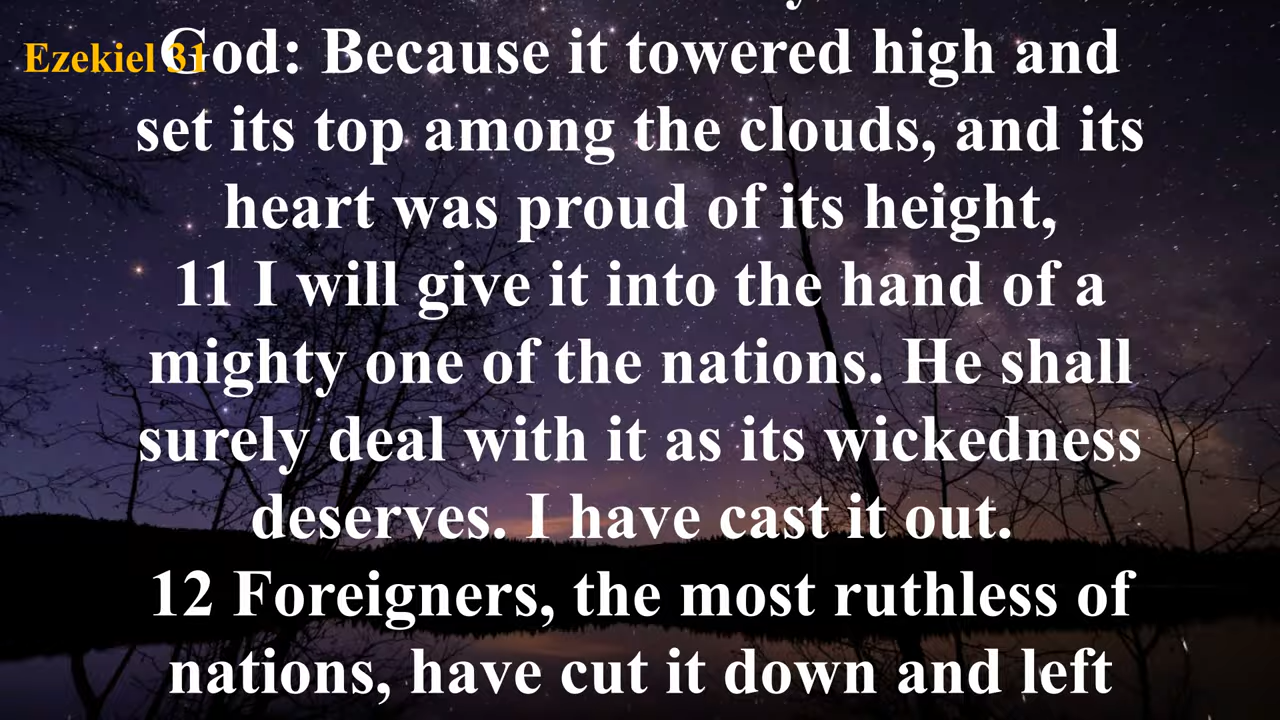 Ezekiel 31
God: Because it towered high and
set its top among the clouds, and its
heart was proud of its height,
11 I will give it into the hand of a
mighty one of the nations. He shall
surely deal with it as its wickedness
deserves. I have cast it out.
12 Foreigners, the most ruthless of
nations, have cut it down and left